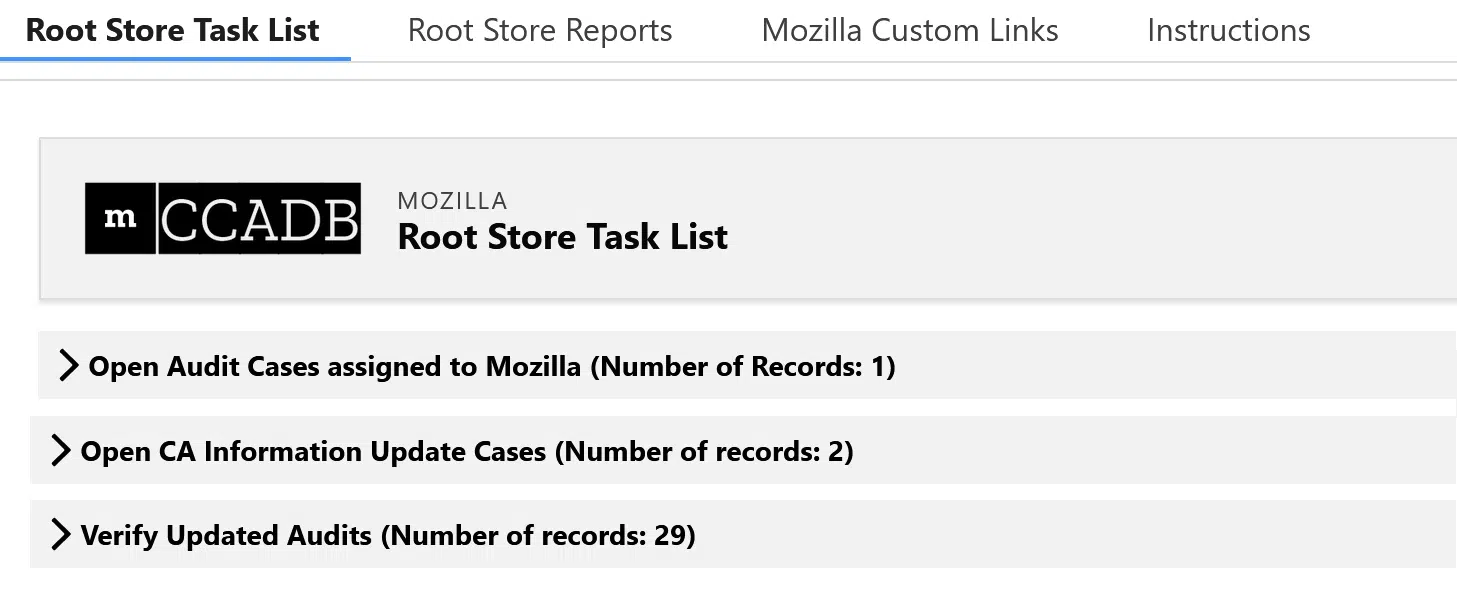 Root Store Task List Root Store Reports Mozilla Custom Links Instructions
m CCADB
MOZILLA
Root Store Task List
Open Audit Cases assigned to Mozilla (Number of Records: 1)
Open CA Information Update Cases (Number of records: 2)
Verify Updated Audits (Number of records: 29)